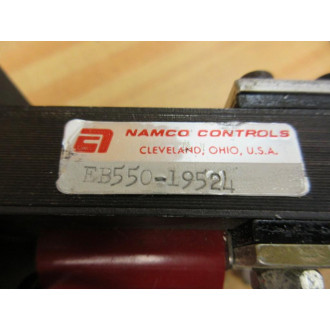 NAMCO CONTROLS
CLEVELAND, OHIO, U.S.A.
EB550-19524